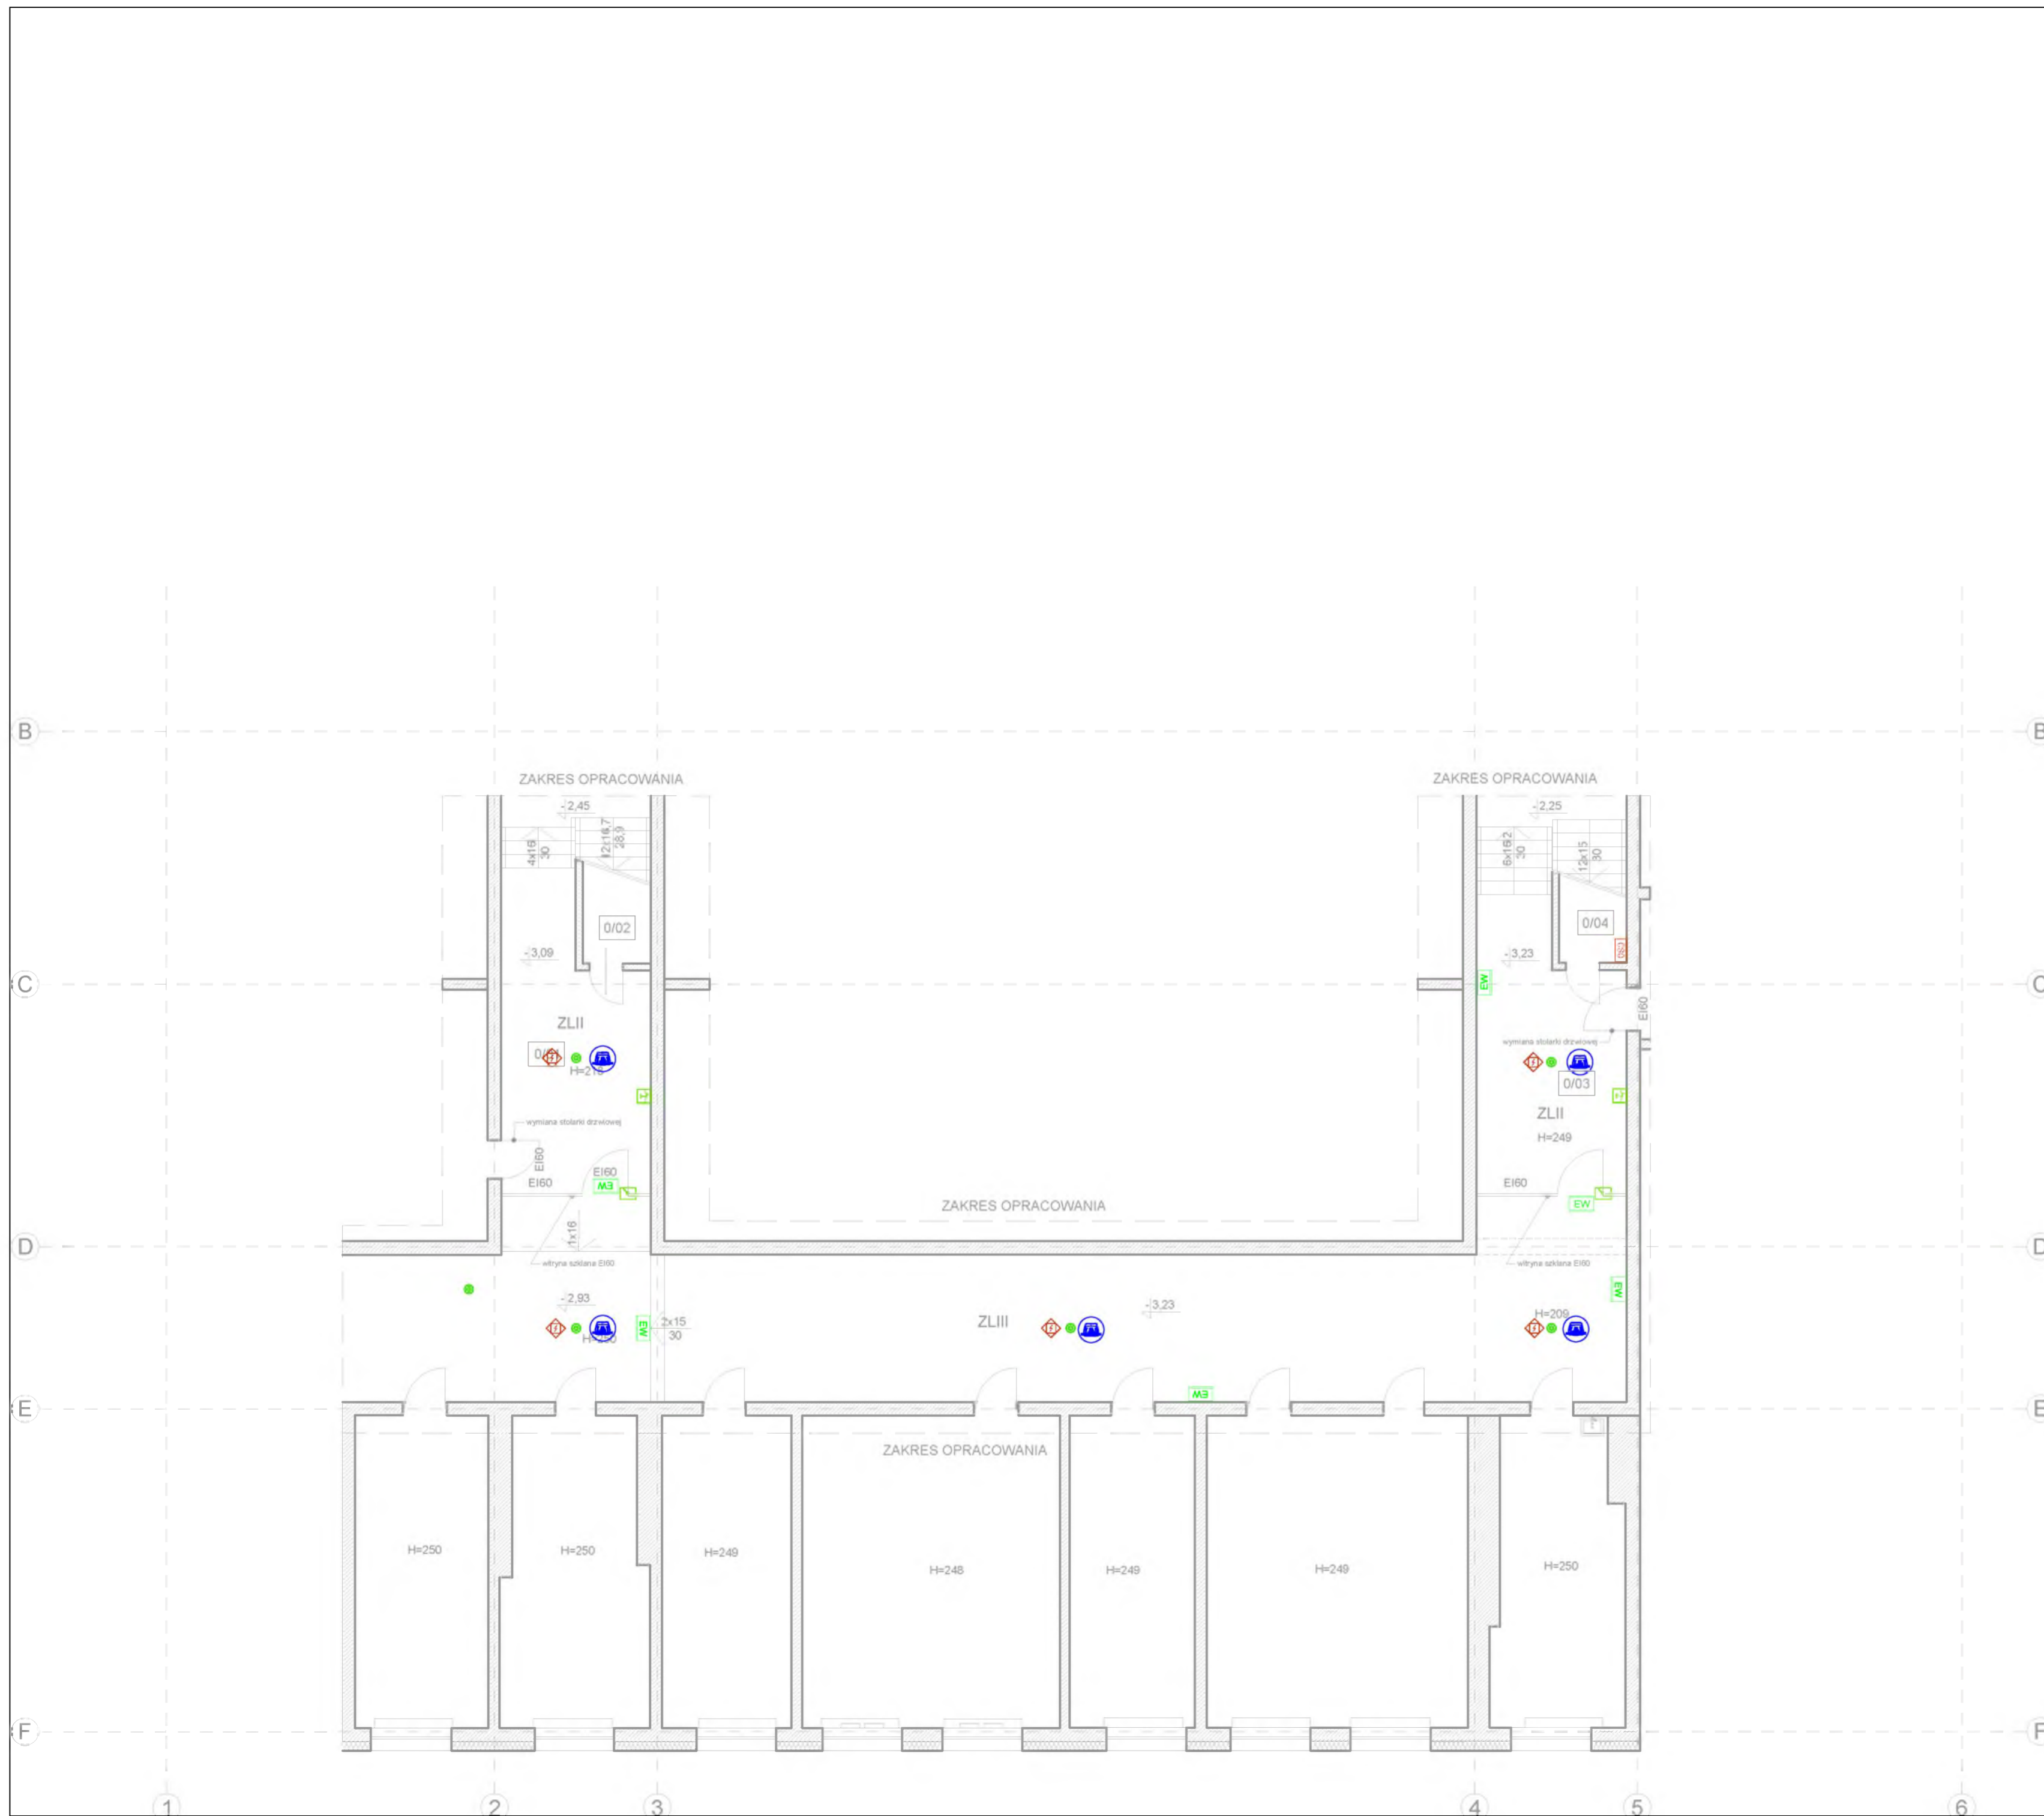 B
B
ZAKRES OPRACOWANIA
ZAKRES OPRACOWANIA
- 2,45
- 2,25
4x16
30
12x16,7
28,9
6x16,2
30
12x15
30
0/02
0/04
- 3,09
- 3,23
C
C
EW
EI60
ZLII
wymiana stolarki drzwiowej
H=218
0/03
ZLII
wymiana stolarki drzwiowej
H=249
EI60
EI60
EI60
EI60
EW
EW
ZAKRES OPRACOWANIA
1x16
D
D
witryna szklana EI60
witryna szklana EI60
EW
- 2,93
- 3,23
ZLIII
H=209
EW
2x15
30
H=250
EW
E
E
ZAKRES OPRACOWANIA
H=250
H=250
H=249
H=248
H=249
H=249
H=250
F
F
1
2
3
4
5
6